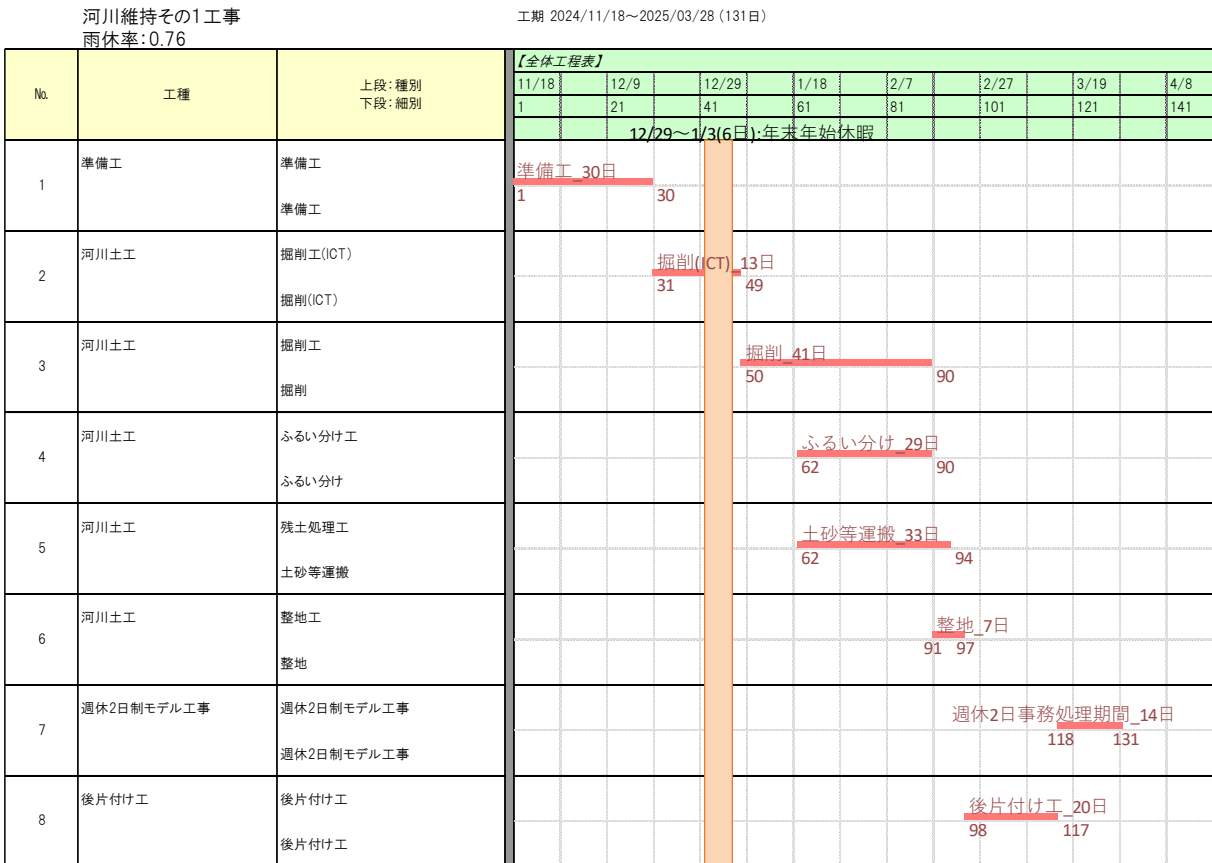 河川維持その1工事
雨休率：0.76
工期 2024/11/18～2025/03/28 (131日)
No. 工種 上段：種別
下段：細別
【全体工程表】
11/18 12/9 12/29 1/18 2/7 2/27 3/19 4/8
1 21 41 61 81 101 121 141
12/29～1/3(6日):年末年始休暇
1 準備工 準備工
準備工
準備工_30日
1 30
2 河川土工 掘削工(ICT)
掘削(ICT)
掘削(ICT)_13日
31 49
3 河川土工 掘削工
掘削
掘削_41日
50 90
4 河川土工 ふるい分け工
ふるい分け
ふるい分け_29日
62 90
5 河川土工 残土処理工
土砂等運搬
土砂等運搬_33日
62 94
6 河川土工 整地工
整地
整地_7日
91 97
7 週休2日制モデル工事 週休2日制モデル工事
週休2日制モデル工事
週休2日事務処理期間_14日
118 131
8 後片付け工 後片付け工
後片付け工
後片付け工_20日
98 117